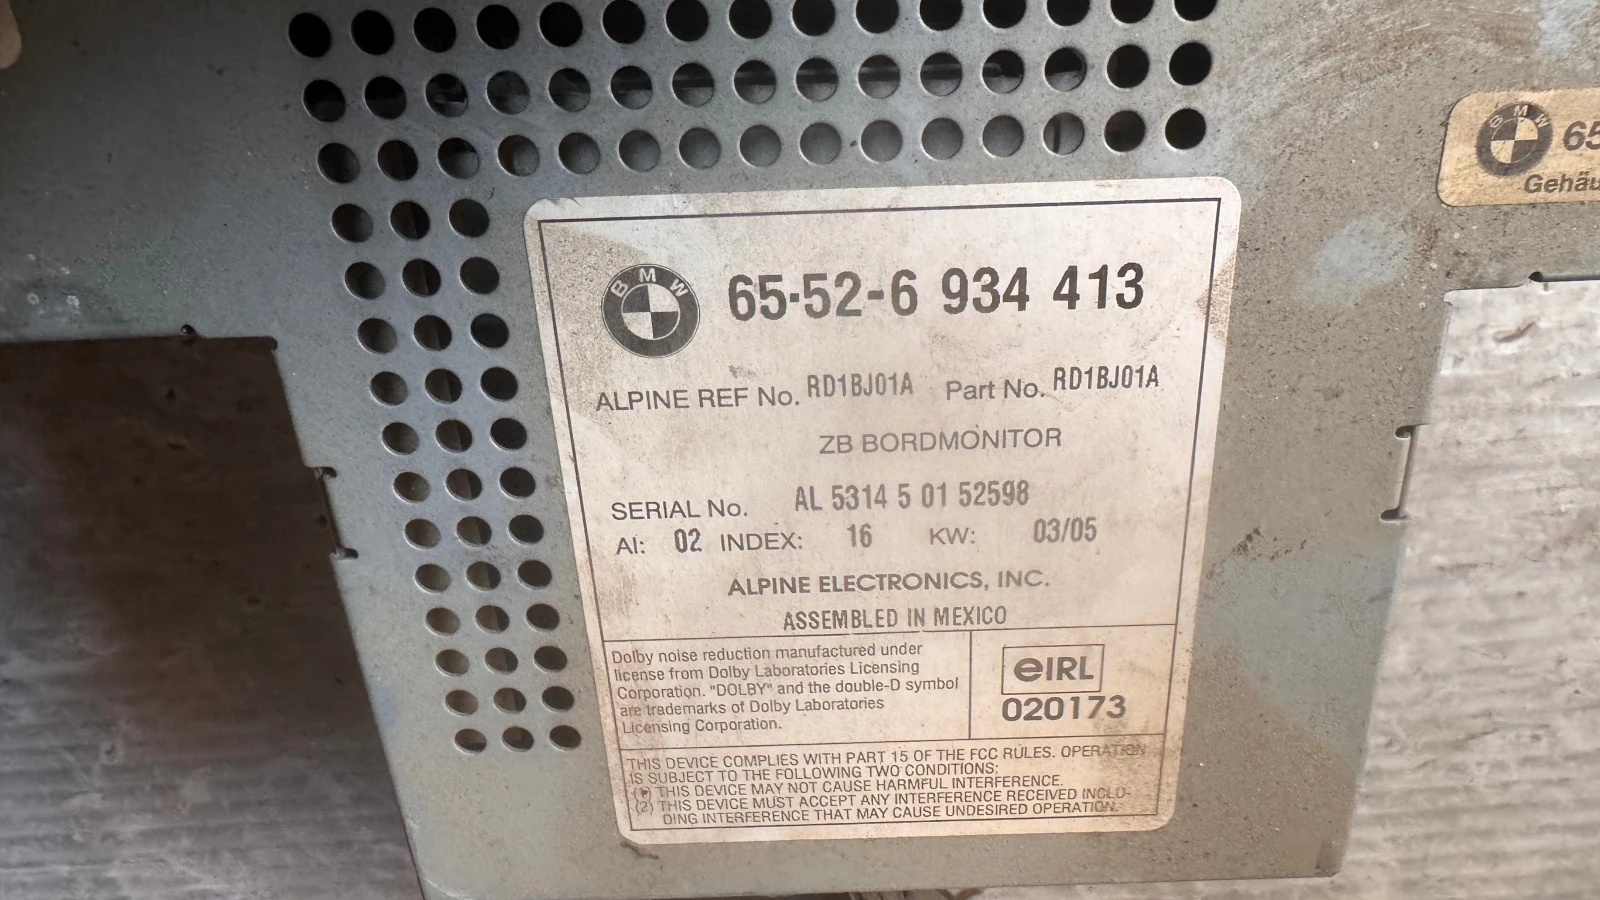 BMW 65-52-6 934 413
ALPINE REF No. RD1BJ01A Part No. RD1BJ01A
ZB BORDMONITOR
SERIAL No. AL 5314 5 01 52598
AI: 02 INDEX: 16 KW: 03/05
ALPINE ELECTRONICS, INC.
ASSEMBLED IN MEXICO
Dolby noise reduction manufactured under
license from Dolby Laboratories Licensing
Corporation. "DOLBY" and the double-D symbol
are trademarks of Dolby Laboratories
Licensing Corporation.
eIRL
020173
THIS DEVICE COMPLIES WITH PART 15 OF THE FCC RULES. OPERATION
IS SUBJECT TO THE FOLLOWING TWO CONDITIONS:
THIS DEVICE MAY NOT CAUSE HARMFUL INTERFERENCE.
(2) THIS DEVICE MUST ACCEPT ANY INTERFERENCE RECEIVED INCLU-
DING INTERFERENCE THAT MAY CAUSE UNDESIRED OPERATION.
BMW 65
Gehäu